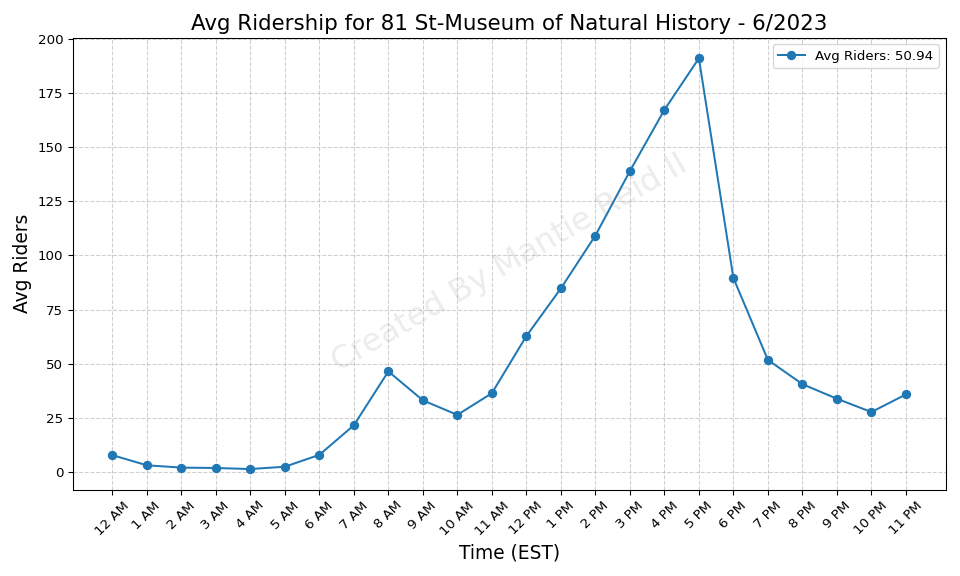 Avg Ridership for 81 St-Museum of Natural History - 6/2023
200
175
150
125
100
75
50
25
0
Avg Riders
Avg Riders: 50.94
Created By Mantie Reid II
12 AM
1 AM
2 AM
3 AM
4 AM
5 AM
6 AM
7 AM
8 AM
9 AM
10 AM
11 AM
12 PM
1 PM
2 PM
3 PM
4 PM
5 PM
6 PM
7 PM
8 PM
9 PM
10 PM
11 PM
Time (EST)